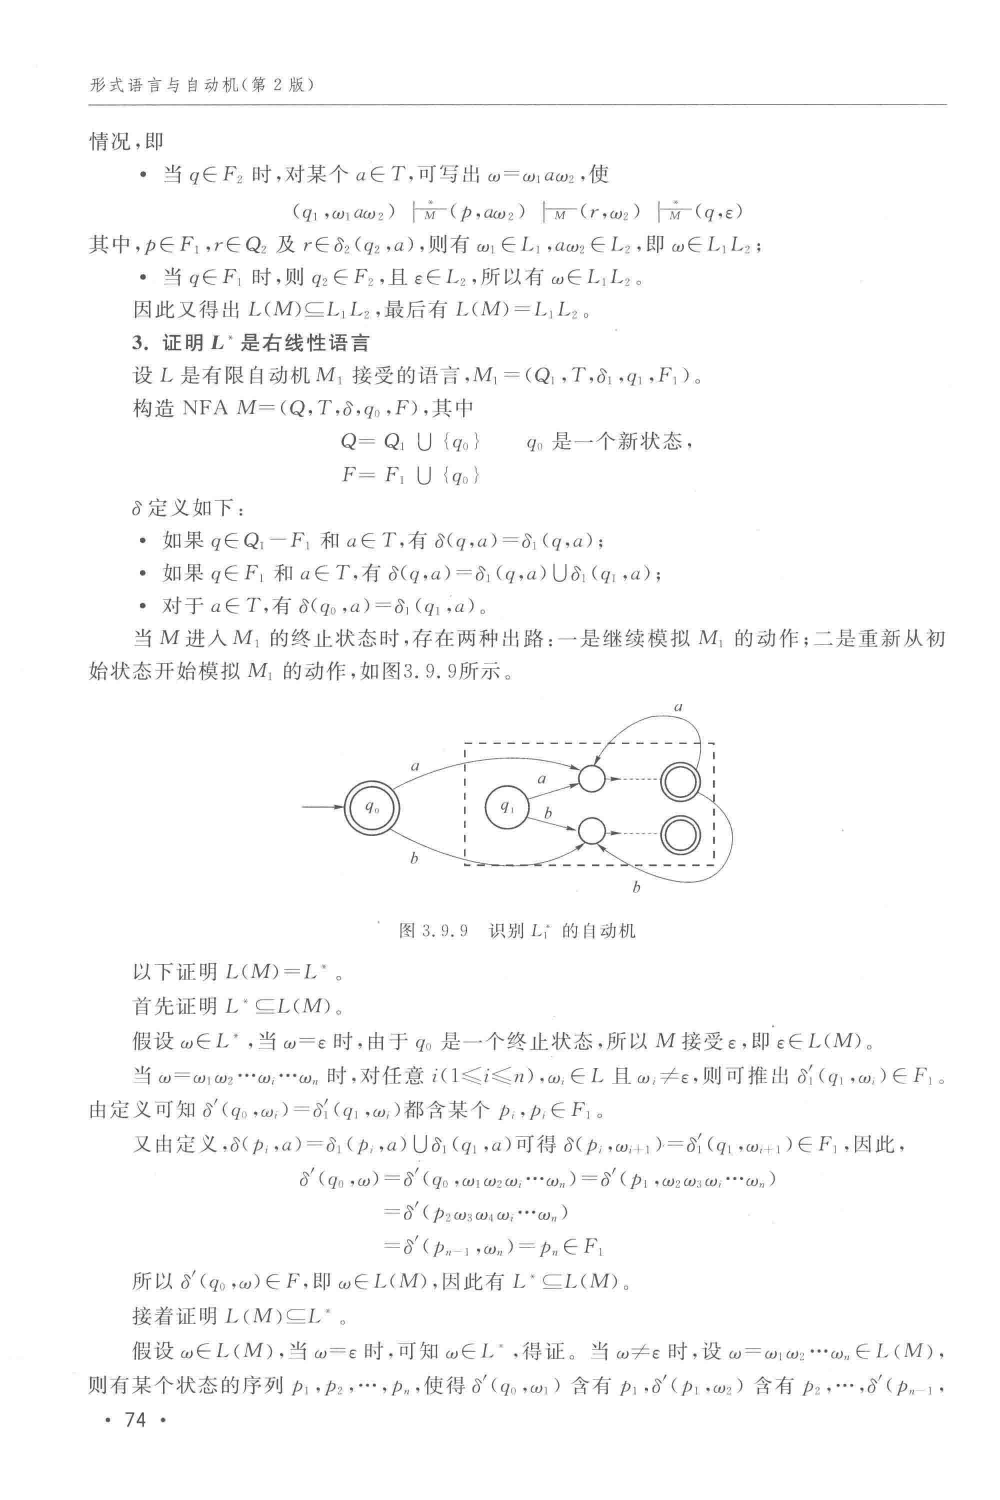 形式语言与自动机(第 2 版)
情况,即
• 当 q∈F₂ 时,对某个 a∈T,可写出 ω=ω₁aω₂,使
(q₁,ω₁aω₂) ├*M (p,aω₂) ├M (r,ω₂) ├*M (q,ε)
其中,p∈F₁,r∈Q₂ 及 r∈δ₂(q₂,a),则有 ω₁∈L₁,aω₂∈L₂,即 ω∈L₁L₂;
• 当 q∈F₁ 时,则 q₂∈F₂,且 ε∈L₂,所以有 ω∈L₁L₂。
因此又得出 L(M)⊆L₁L₂,最后有 L(M)=L₁L₂。
3. 证明 L* 是右线性语言
设 L 是有限自动机 M₁ 接受的语言,M₁=(Q₁,T,δ₁,q₁,F₁)。
构造 NFA M=(Q,T,δ,q₀,F),其中
Q= Q₁ ∪ {q₀} q₀ 是一个新状态,
F= F₁ ∪ {q₀}
δ 定义如下:
• 如果 q∈Q₁-F₁ 和 a∈T,有 δ(q,a)=δ₁(q,a);
• 如果 q∈F₁ 和 a∈T,有 δ(q,a)=δ₁(q,a)∪δ₁(q₁,a);
• 对于 a∈T,有 δ(q₀,a)=δ₁(q₁,a)。
当 M 进入 M₁ 的终止状态时,存在两种出路:一是继续模拟 M₁ 的动作;二是重新从初
始状态开始模拟 M₁ 的动作,如图3.9.9所示。
a
a
a
q₀
q₁
b
b
b
图 3.9.9 识别 L₁* 的自动机
以下证明 L(M)=L*。
首先证明 L*⊆L(M)。
假设 ω∈L*,当 ω=ε 时,由于 q₀ 是一个终止状态,所以 M 接受 ε,即 ε∈L(M)。
当 ω=ω₁ω₂…ωᵢ…ωₙ 时,对任意 i(1≤i≤n),ωᵢ∈L 且 ωᵢ≠ε,则可推出 δ₁′(q₁,ωᵢ)∈F₁。
由定义可知 δ′(q₀,ωᵢ)=δ₁′(q₁,ωᵢ)都含某个 pᵢ,pᵢ∈F₁。
又由定义,δ(pᵢ,a)=δ₁(pᵢ,a)∪δ₁(q₁,a)可得 δ(pᵢ,ωᵢ₊₁)=δ₁′(q₁,ωᵢ₊₁)∈F₁,因此,
δ′(q₀,ω)=δ′(q₀,ω₁ω₂ωᵢ…ωₙ)=δ′(p₁,ω₂ω₃ωᵢ…ωₙ)
=δ′(p₂ω₃ω₄ωᵢ…ωₙ)
=δ′(pₙ₋₁,ωₙ)=pₙ∈F₁
所以 δ′(q₀,ω)∈F,即 ω∈L(M),因此有 L*⊆L(M)。
接着证明 L(M)⊆L*。
假设 ω∈L(M),当 ω=ε 时,可知 ω∈L*,得证。当 ω≠ε 时,设 ω=ω₁ω₂…ωₙ∈L(M),
则有某个状态的序列 p₁,p₂,…,pₙ,使得 δ′(q₀,ω₁) 含有 p₁,δ′(p₁,ω₂) 含有 p₂,…,δ′(pₙ₋₁,
• 74 •